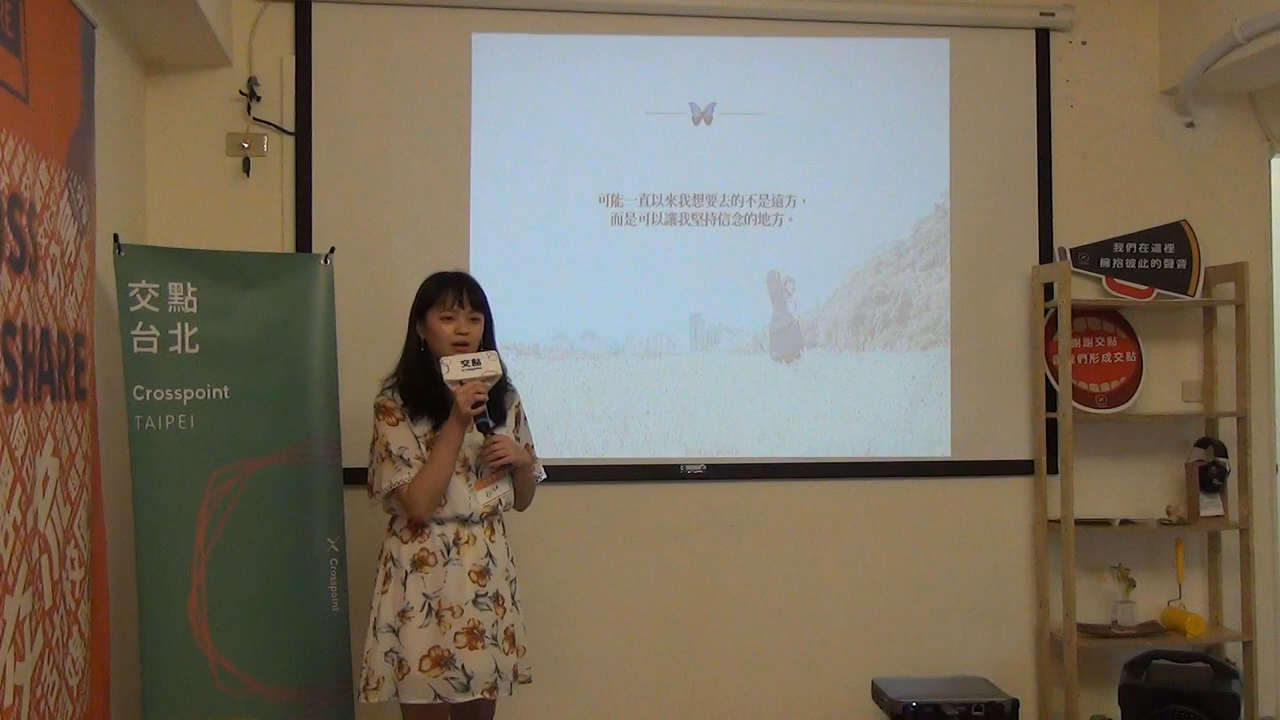 SHARE
交點
台北
Crosspoint
TAIPEI
Crosspoint
交點
可能一直以來我想要去的不是遠方，
而是可以讓我堅持信念的地方。
我們在這裡
擁抱彼此的聲音
謝謝交點
我們形成交點